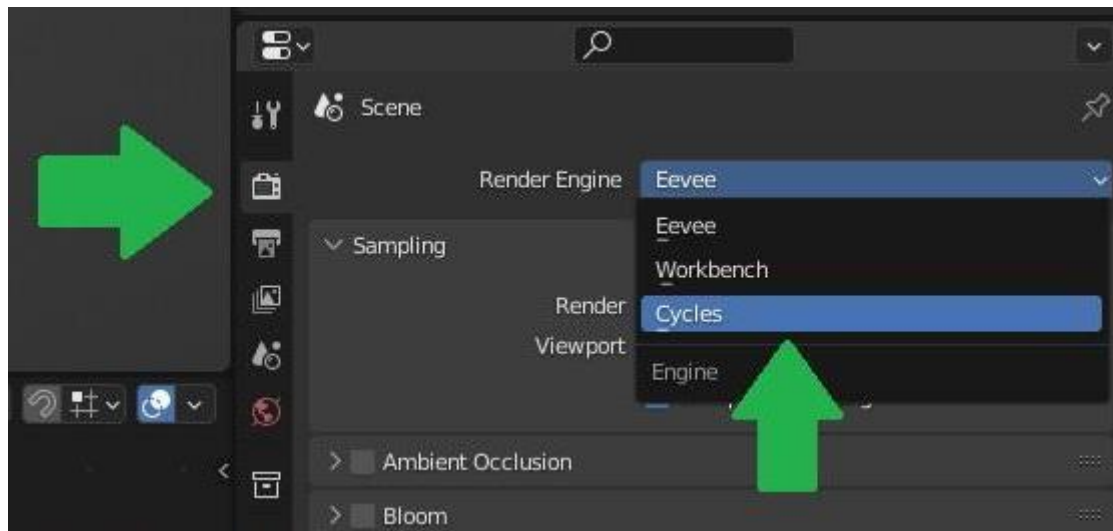 Scene
Render Engine Eevee
Eevee
Sampling
Workbench
Render
Cycles
Viewport
Engine
Ambient Occlusion
Bloom